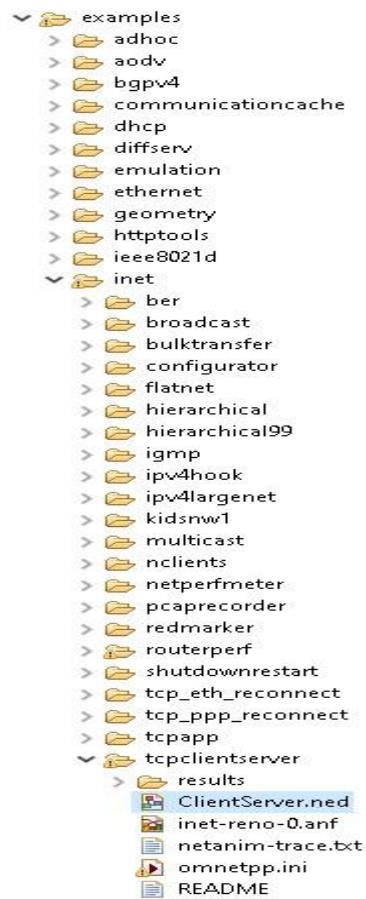 examples
adhoc
aodv
bgpv4
communicationcache
dhcp
diffserv
emulation
ethernet
geometry
httptools
ieee8021d
inet
ber
broadcast
bulktransfer
configurator
flatnet
hierarchical
hierarchical99
igmp
ipv4hook
ipv4largenet
kidsnw1
multicast
nclients
netperfmeter
pcaprecorder
redmarker
routerperf
shutdownrestart
tcp_eth_reconnect
tcp_ppp_reconnect
tcpapp
tcpclientserver
results
ClientServer.ned
inet-reno-0.anf
netanim-trace.txt
omnetpp.ini
README